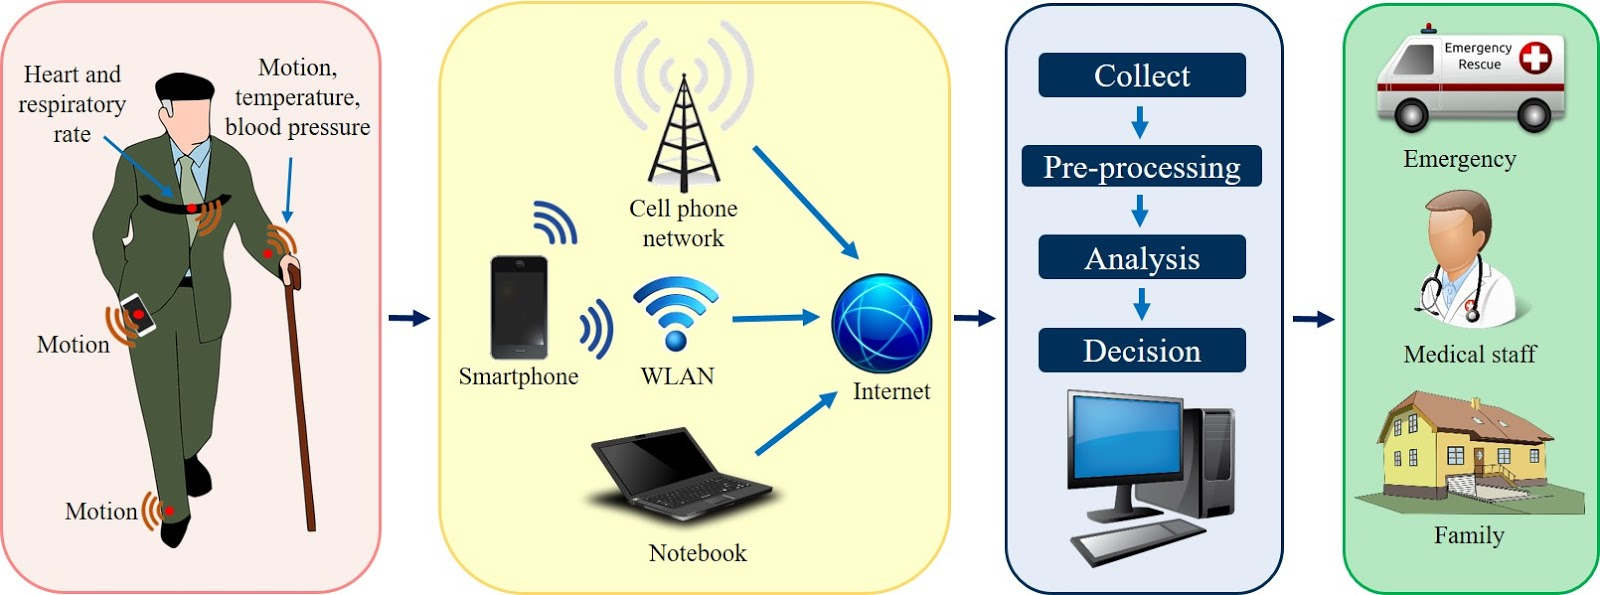 Heart and
respiratory
rate
Motion,
temperature,
blood pressure
Motion
Motion
Cell phone
network
Smartphone
WLAN
Internet
Notebook
Collect
Pre-processing
Analysis
Decision
Emergency
Rescue
Emergency
Medical staff
Family